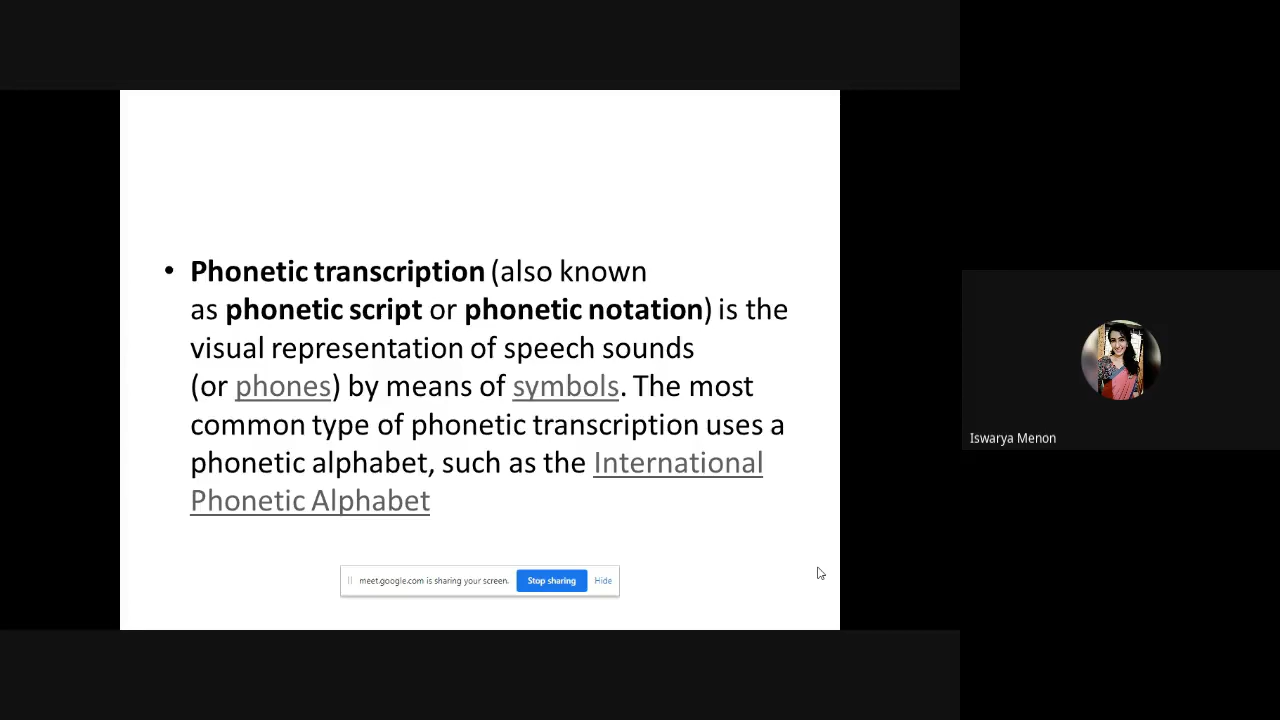 • Phonetic transcription (also known
as phonetic script or phonetic notation) is the
visual representation of speech sounds
(or phones) by means of symbols. The most
common type of phonetic transcription uses a
phonetic alphabet, such as the International
Phonetic Alphabet
meet.google.com is sharing your screen. Stop sharing Hide
Iswarya Menon